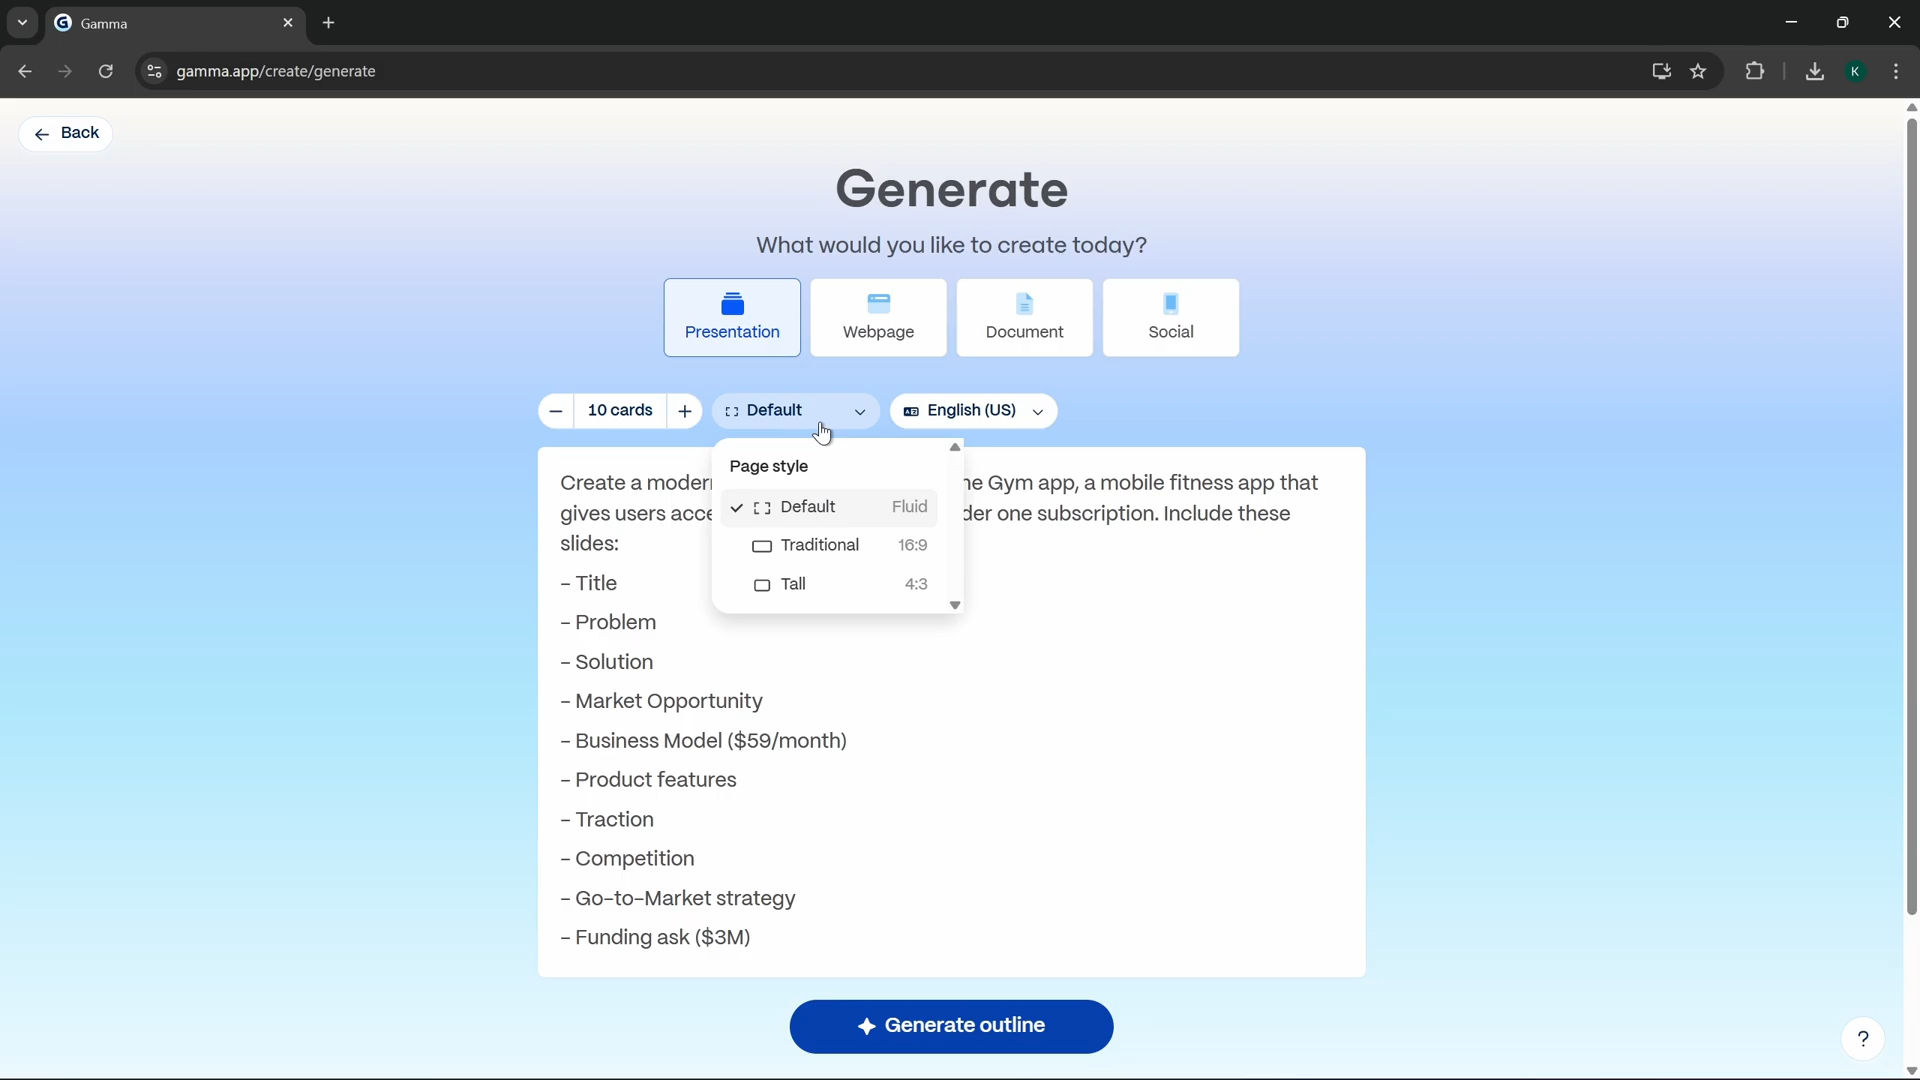 Gamma
gamma.app/create/generate
K
Back
Generate
What would you like to create today?
Presentation
Webpage
Document
Social
10 cards
Default
English (US)
Page style
Default Fluid
Traditional 16:9
Tall 4:3
Create a moder he Gym app, a mobile fitness app that
gives users acce der one subscription. Include these
slides:
- Title
- Problem
- Solution
- Market Opportunity
- Business Model ($59/month)
- Product features
- Traction
- Competition
- Go-to-Market strategy
- Funding ask ($3M)
Generate outline
?